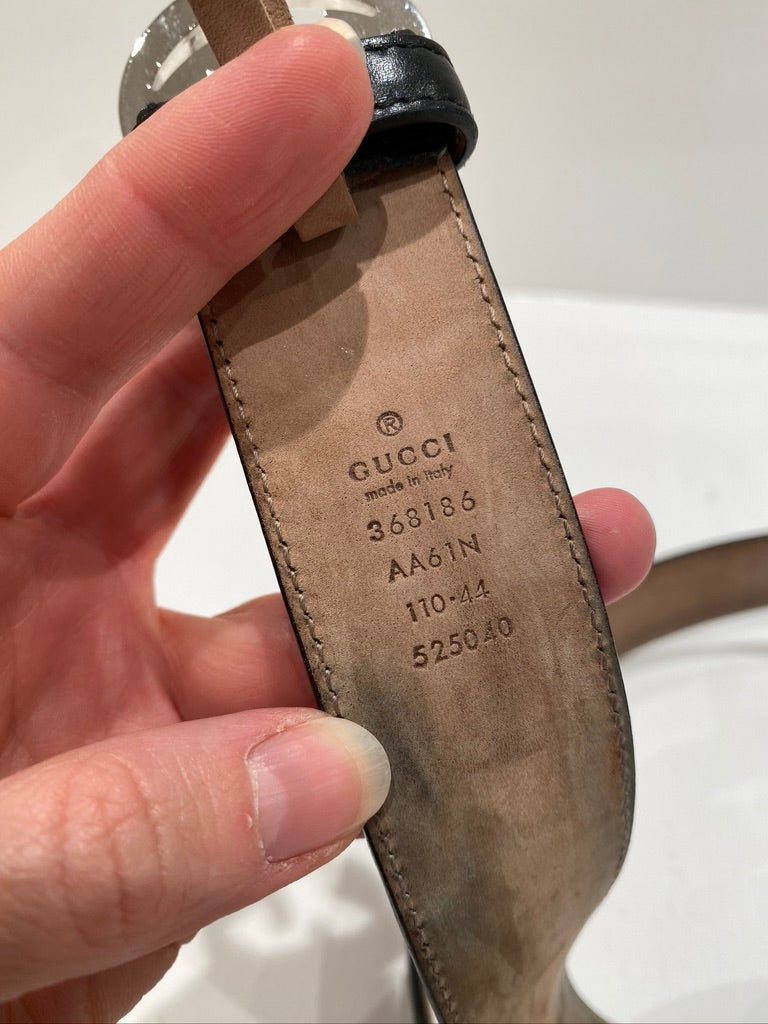 ®
GUCCI
made in italy
368186
AA61N
110·44
525040